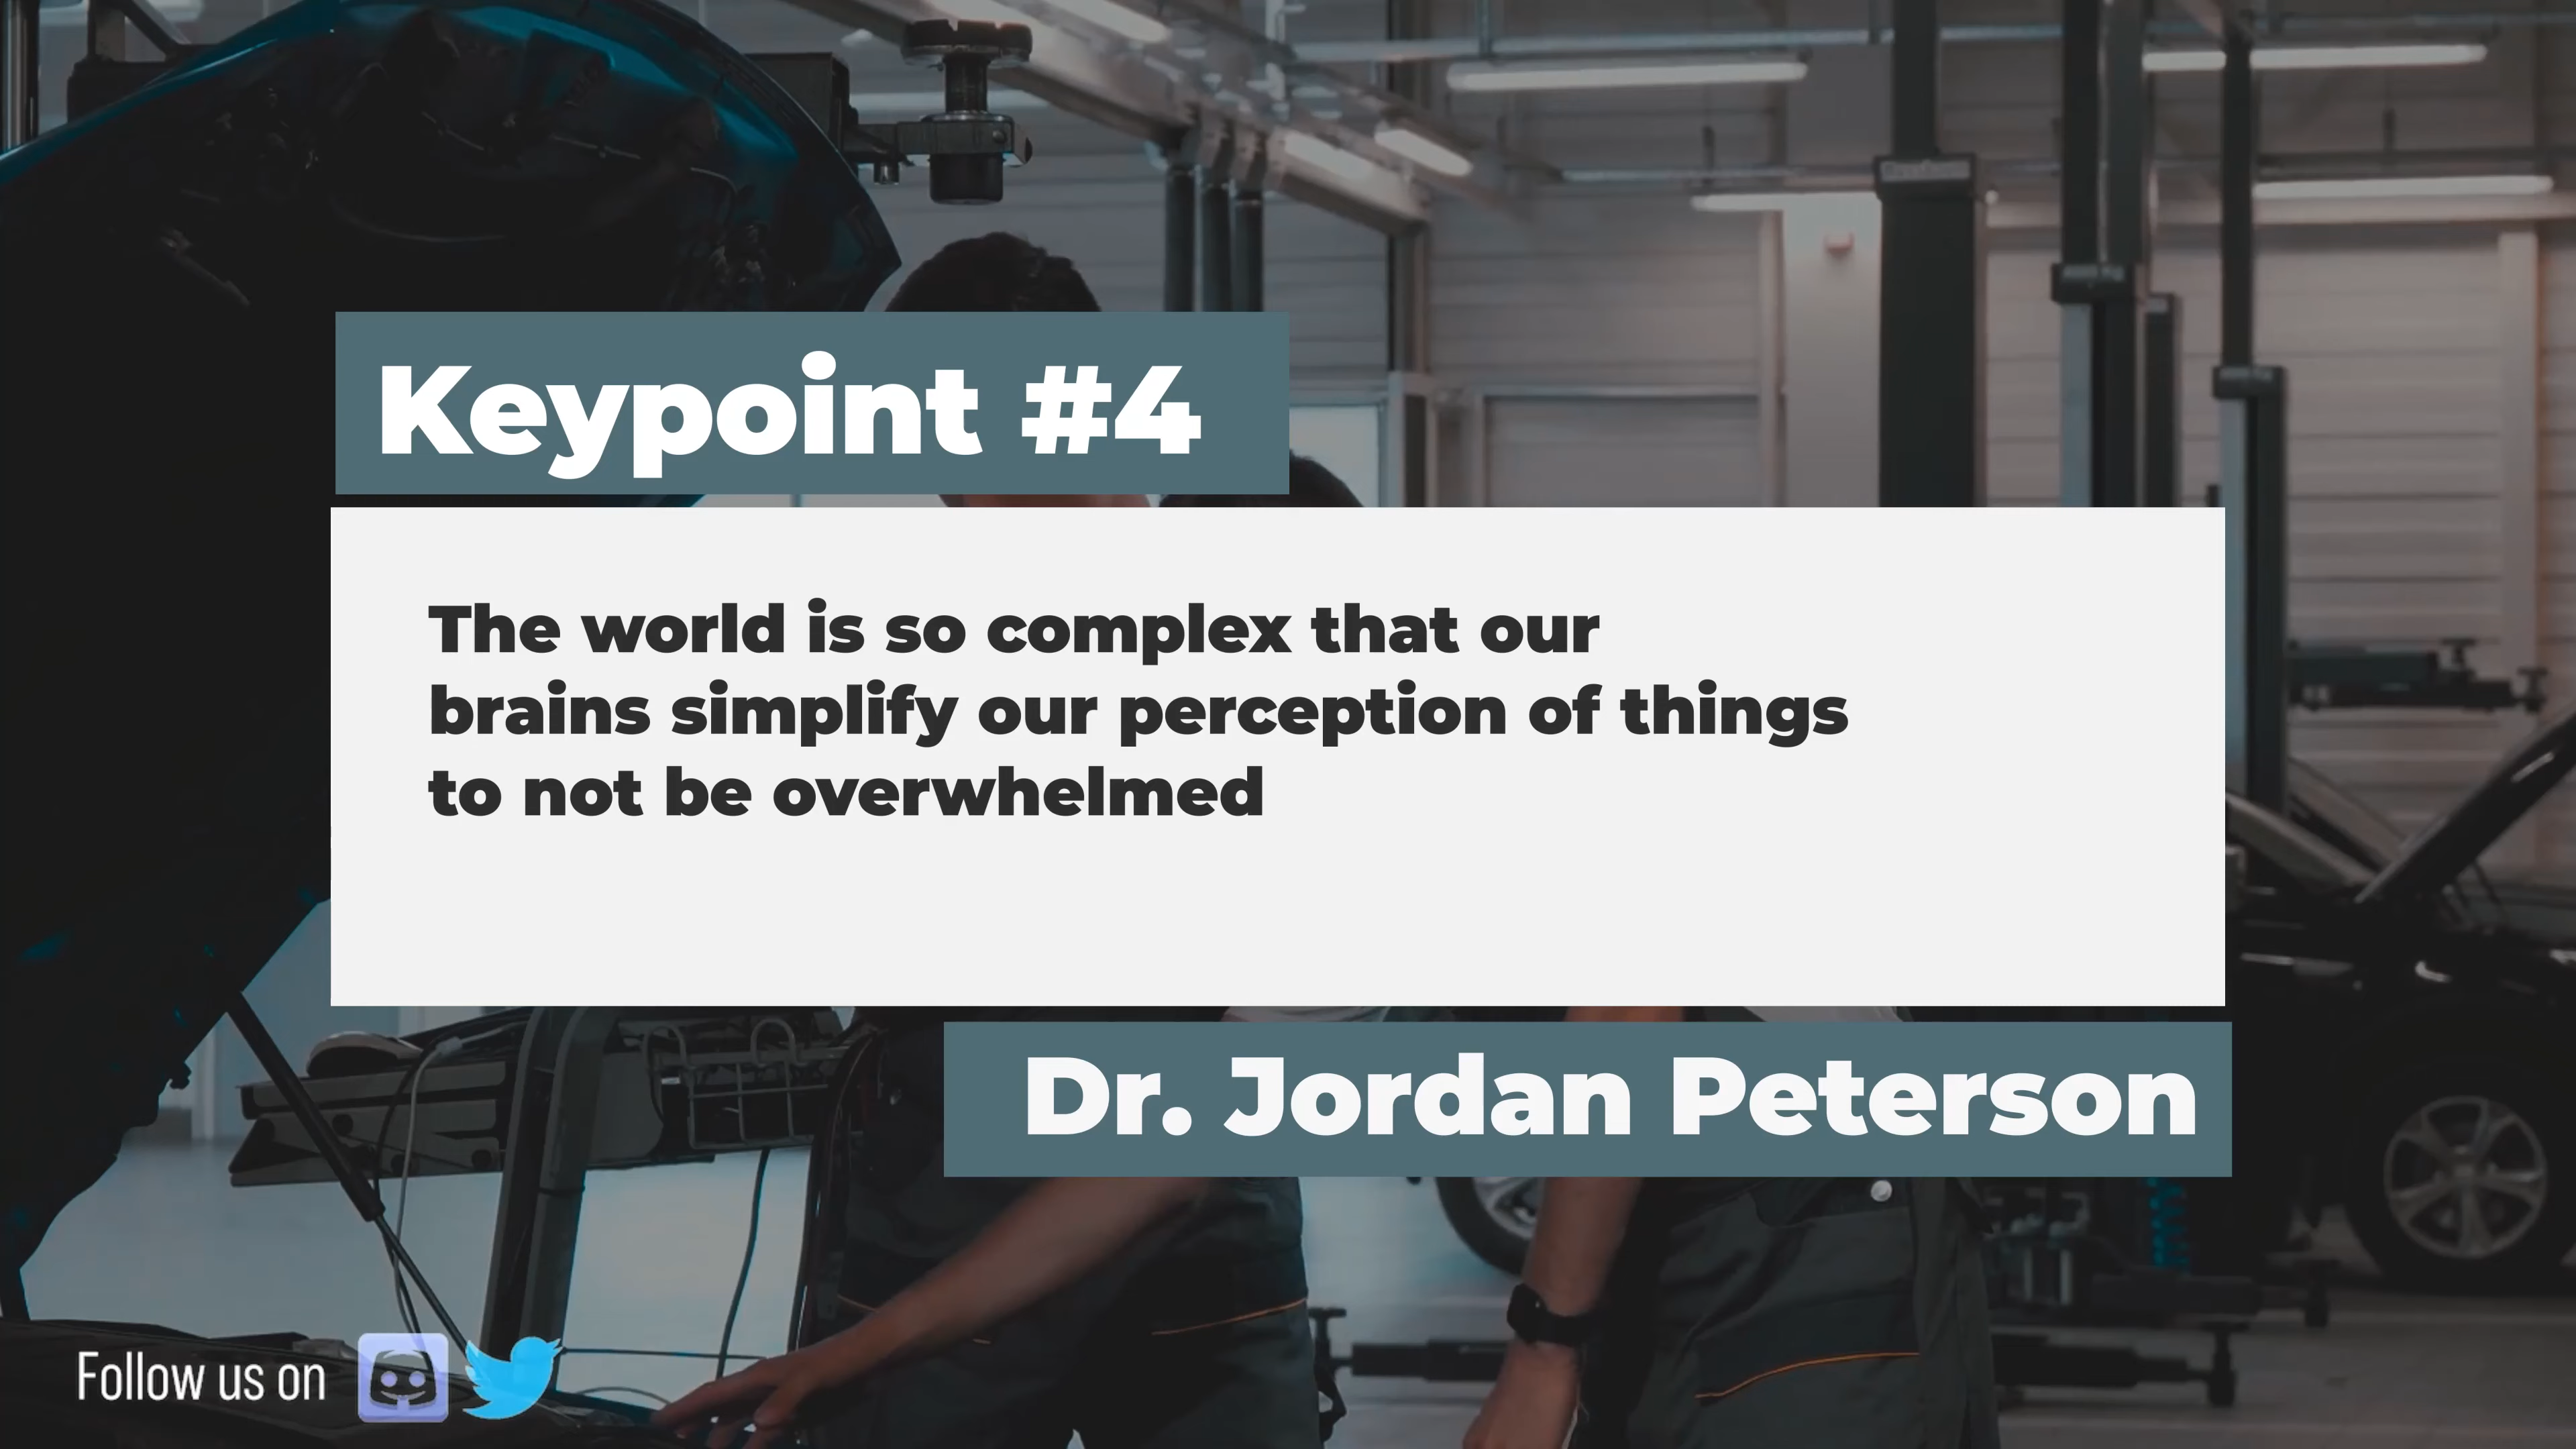 Keypoint #4
The world is so complex that our
brains simplify our perception of things
to not be overwhelmed
Dr. Jordan Peterson
Follow us on